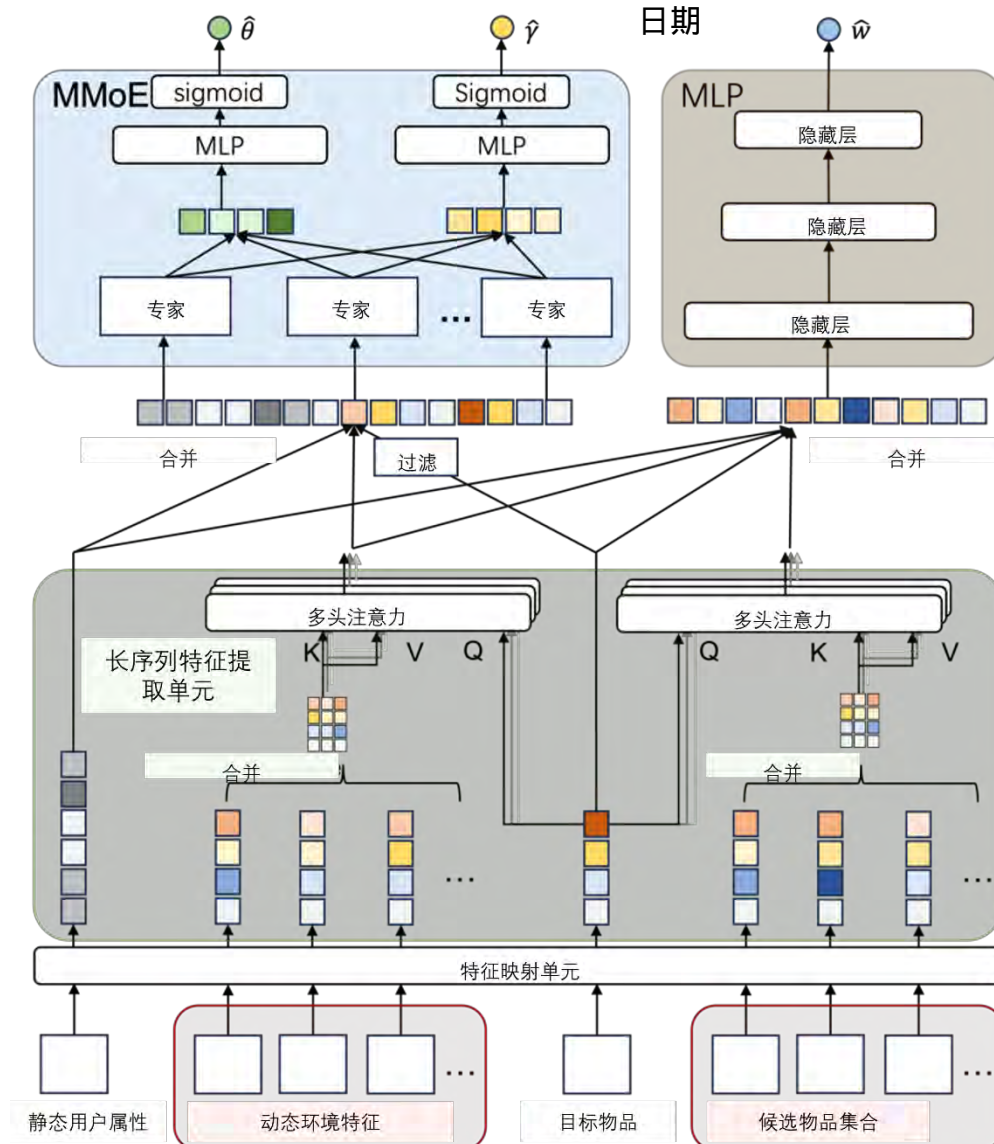 日期
θ̂
γ̂
ŵ
MMoE
sigmoid
Sigmoid
MLP
MLP
MLP
隐藏层
隐藏层
隐藏层
专家
专家
...
专家
合并
过滤
合并
多头注意力
多头注意力
K
V
Q
Q
K
V
长序列特征提
取单元
合并
合并
...
...
特征映射单元
...
...
静态用户属性
动态环境特征
目标物品
候选物品集合